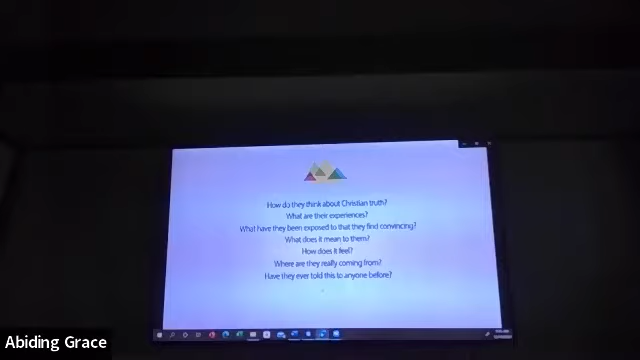 How do they think about Christian truth?
What are their experiences?
What have they been exposed to that they find convincing?
What does it mean to them?
How does it feel?
Where are they really coming from?
Have they ever told this to anyone before?
Abiding Grace